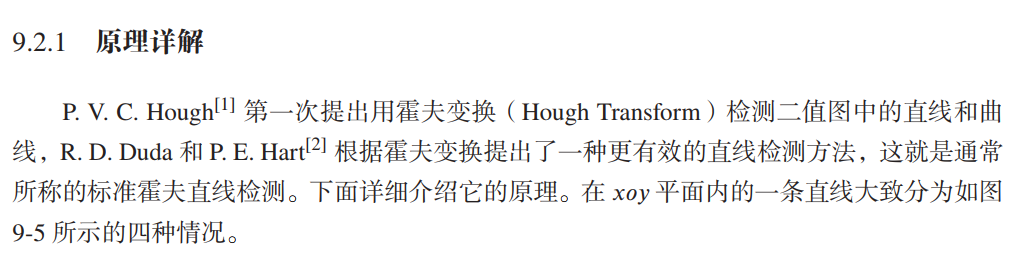 9.2.1 原理详解
P. V. C. Hough[1] 第一次提出用霍夫变换（Hough Transform）检测二值图中的直线和曲
线，R. D. Duda 和 P. E. Hart[2] 根据霍夫变换提出了一种更有效的直线检测方法，这就是通常
所称的标准霍夫直线检测。下面详细介绍它的原理。在 xoy 平面内的一条直线大致分为如图
9-5 所示的四种情况。